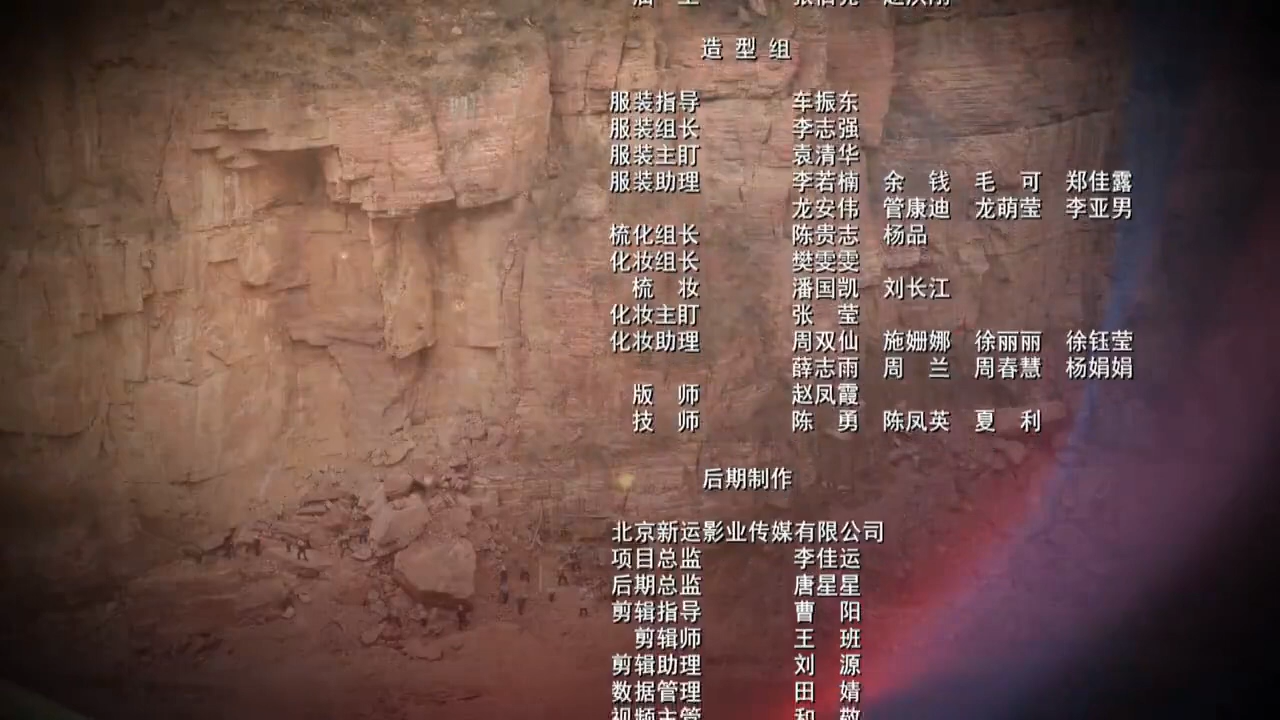 造 型 组
服装指导 车振东
服装组长 李志强
服装主盯 袁清华
服装助理 李若楠 余 钱 毛 可 郑佳露
龙安伟 管康迪 龙萌莹 李亚男
梳化组长 陈贵志 杨品
化妆组长 樊雯雯
梳 妆 潘国凯 刘长江
化妆主盯 张 莹
化妆助理 周双仙 施姗娜 徐丽丽 徐钰莹
薛志雨 周 兰 周春慧 杨娟娟
版 师 赵凤霞
技 师 陈 勇 陈凤英 夏 利
后期制作
北京新运影业传媒有限公司
项目总监 李佳运
后期总监 唐星星
剪辑指导 曹 阳
剪辑师 王 班
剪辑助理 刘 源
数据管理 田 婧
视频主管 和 敬